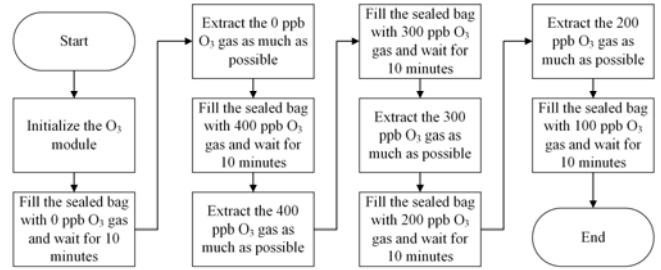 Start
Initialize the O₃
module
Fill the sealed bag
with 0 ppb O₃ gas
and wait for 10
minutes
Extract the 0 ppb
O₃ gas as much as
possible
Fill the sealed bag
with 400 ppb O₃
gas and wait for
10 minutes
Extract the 400
ppb O₃ gas as
much as possible
Fill the sealed bag
with 300 ppb O₃
gas and wait for
10 minutes
Extract the 300
ppb O₃ gas as
much as possible
Fill the sealed bag
with 200 ppb O₃
gas and wait for
10 minutes
Extract the 200
ppb O₃ gas as
much as possible
Fill the sealed bag
with 100 ppb O₃
gas and wait for
10 minutes
End